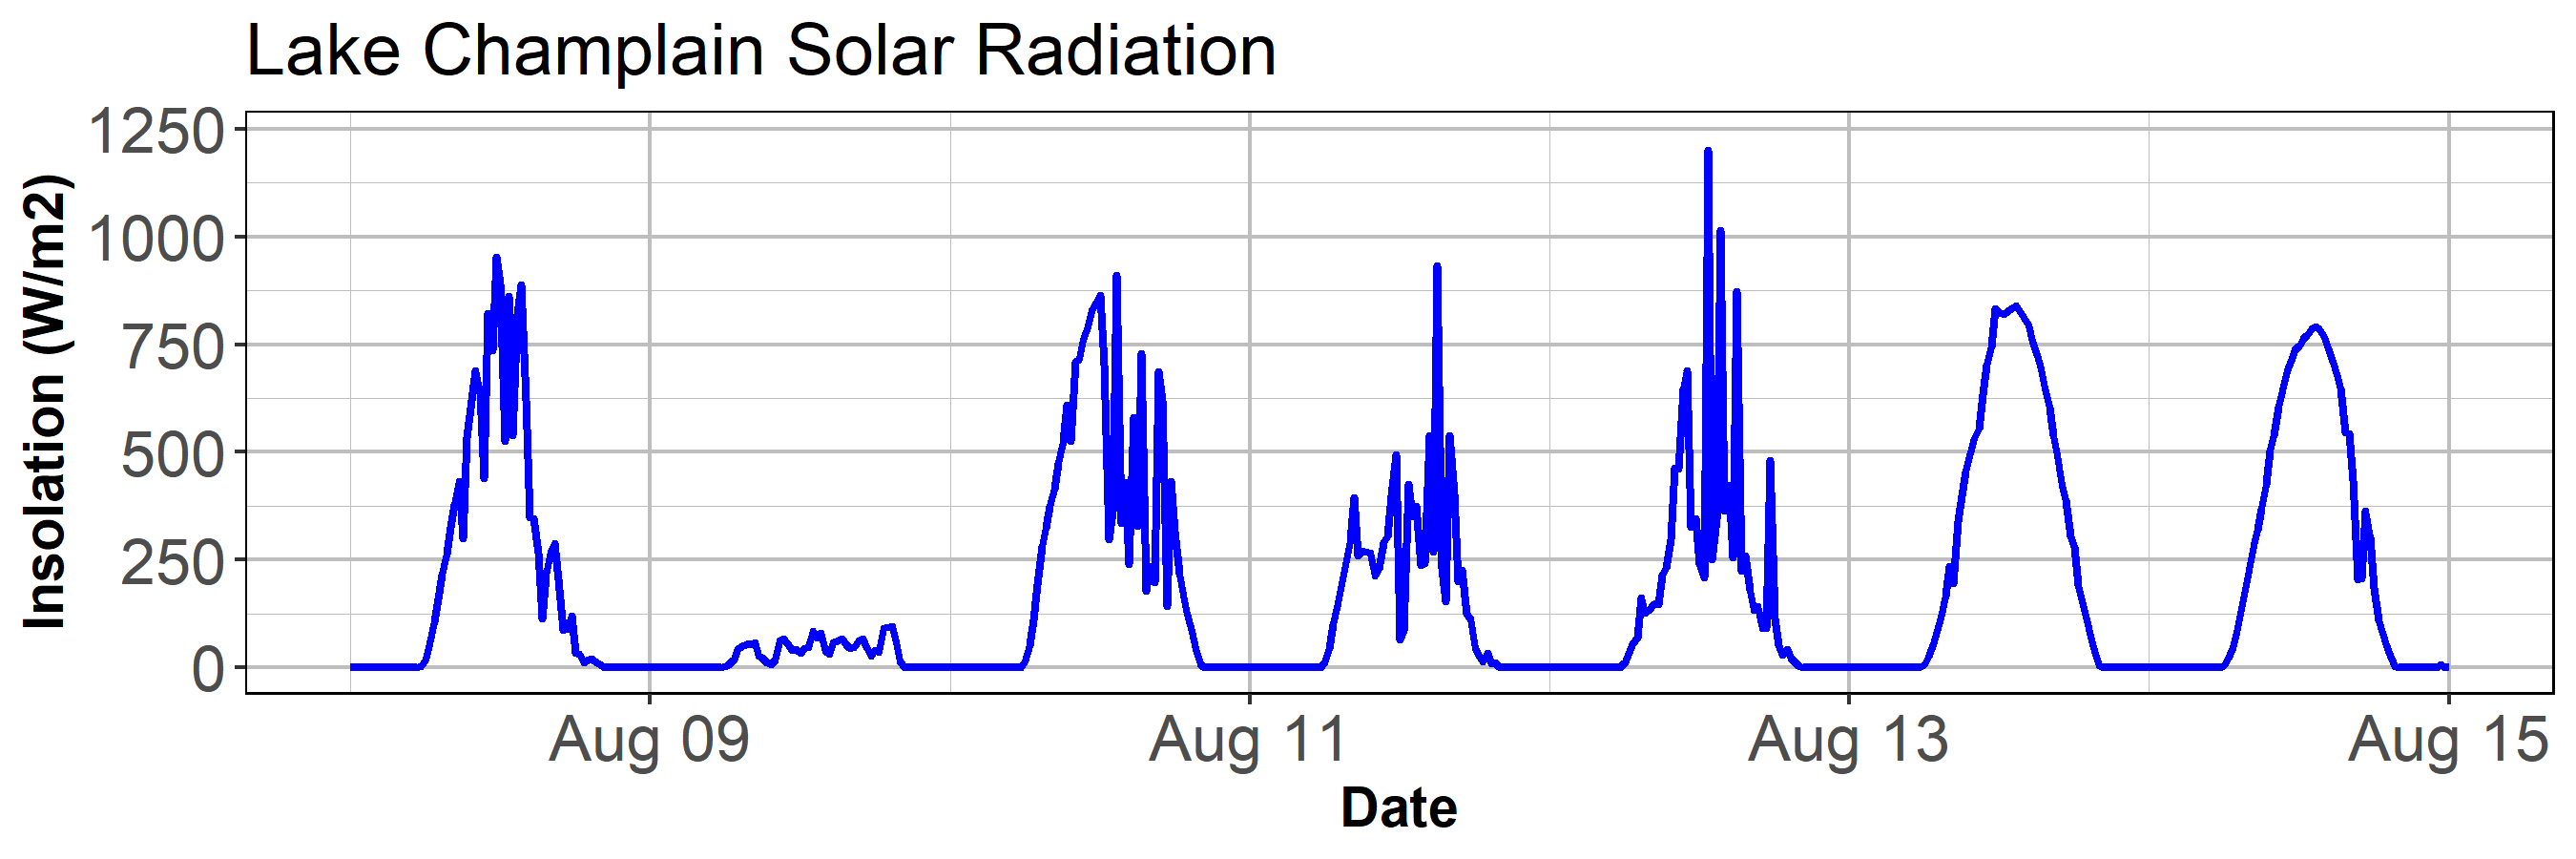 Lake Champlain Solar Radiation
Insolation (W/m2)
1250
1000
750
500
250
0
Aug 09
Aug 11
Aug 13
Aug 15
Date